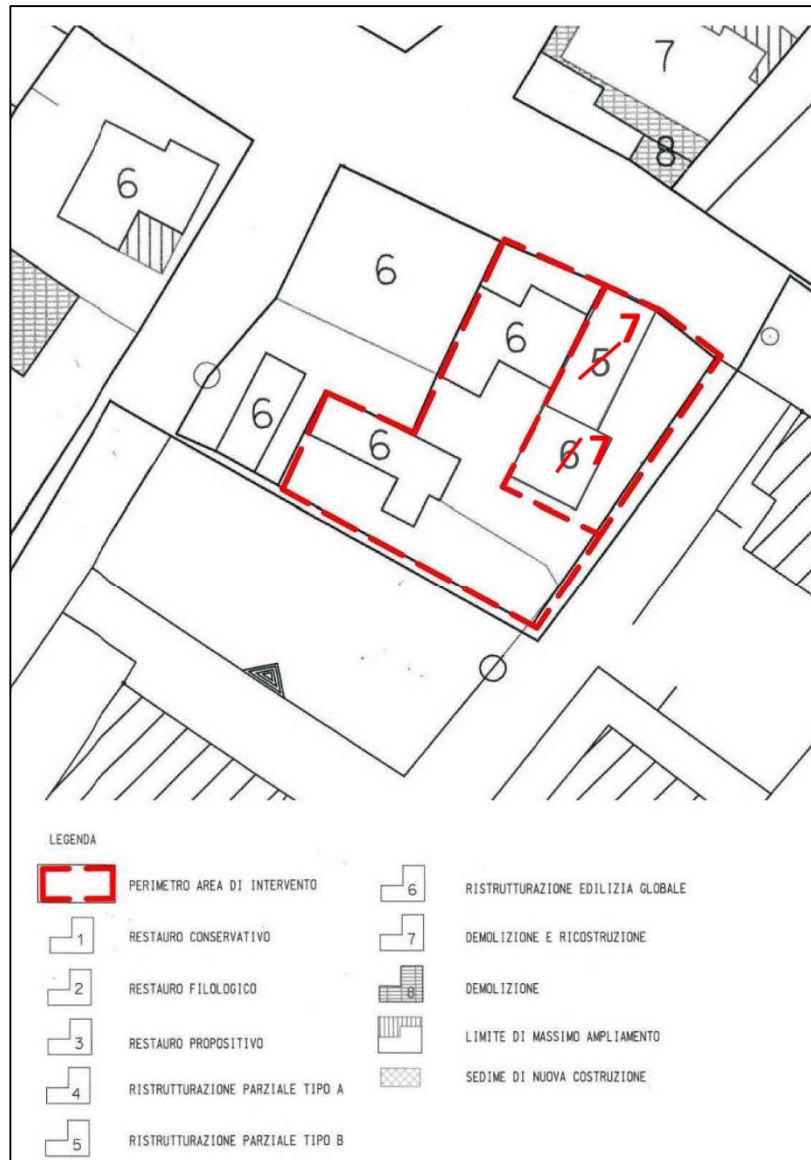 7
8
6
6
6
5 7
6
6
6 7
LEGENDA
PERIMETRO AREA DI INTERVENTO
1 RESTAURO CONSERVATIVO
2 RESTAURO FILOLOGICO
3 RESTAURO PROPOSITIVO
4 RISTRUTTURAZIONE PARZIALE TIPO A
5 RISTRUTTURAZIONE PARZIALE TIPO B
6 RISTRUTTURAZIONE EDILIZIA GLOBALE
7 DEMOLIZIONE E RICOSTRUZIONE
8 DEMOLIZIONE
LIMITE DI MASSIMO AMPLIAMENTO
SEDIME DI NUOVA COSTRUZIONE